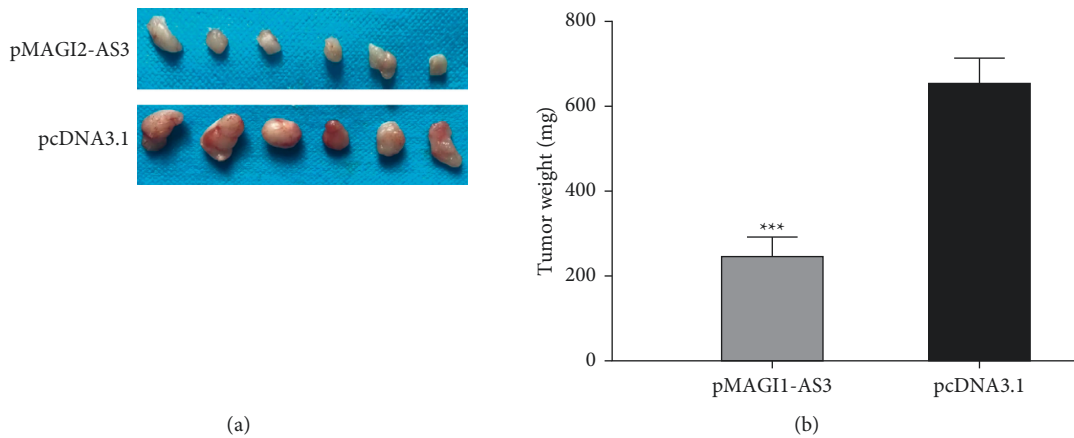 pMAGI2-AS3
pcDNA3.1
(a)
800
600
400
200
0
Tumor weight (mg)
***
pMAGI1-AS3
pcDNA3.1
(b)